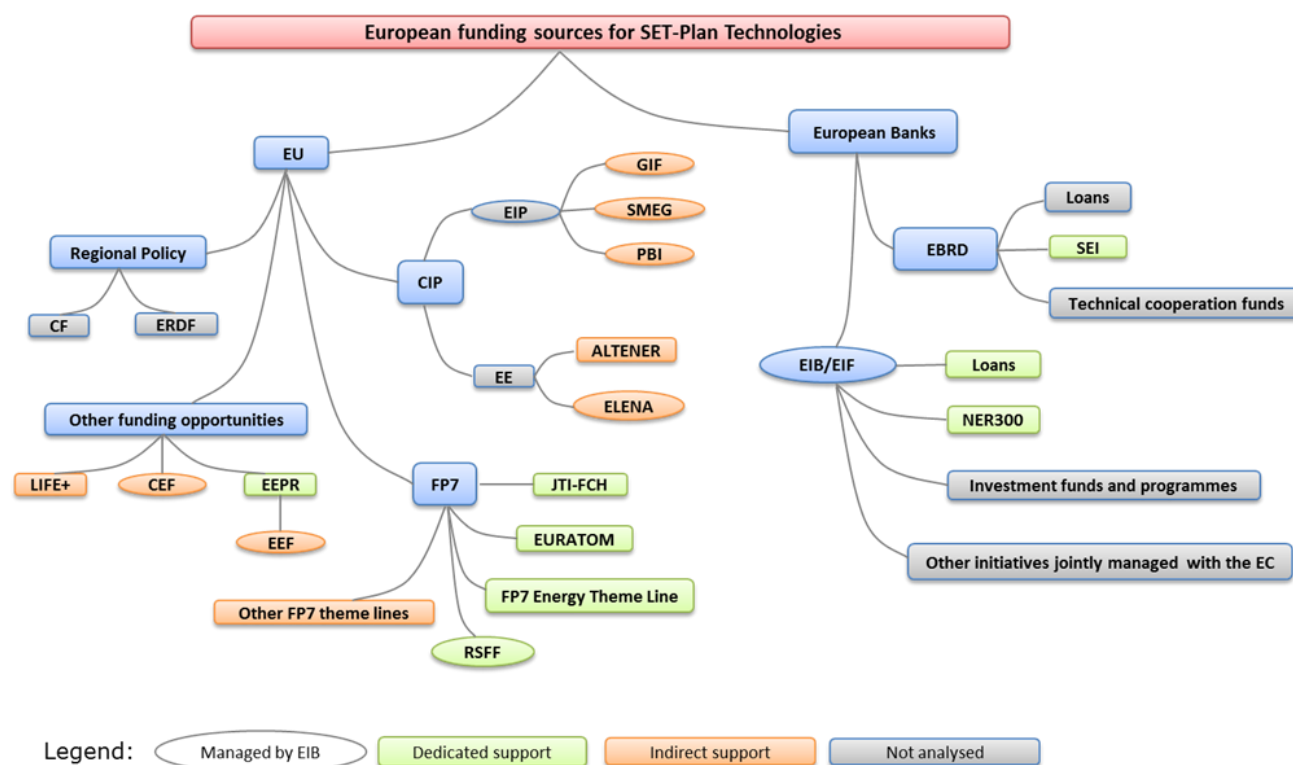 European funding sources for SET-Plan Technologies
EU
European Banks
GIF
EIP
SMEG
PBI
Regional Policy
CIP
CF
ERDF
EE
ALTENER
ELENA
Loans
EBRD
SEI
Technical cooperation funds
EIB/EIF
Loans
NER300
Investment funds and programmes
Other initiatives jointly managed with the EC
Other funding opportunities
LIFE+
CEF
EEPR
EEF
FP7
JTI-FCH
EURATOM
FP7 Energy Theme Line
Other FP7 theme lines
RSFF
Legend:
Managed by EIB
Dedicated support
Indirect support
Not analysed